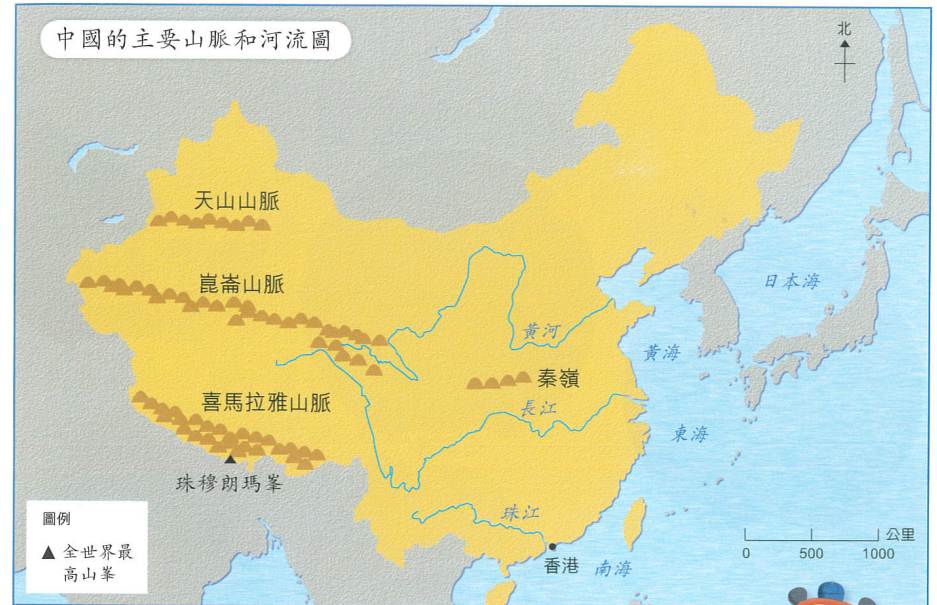 中國的主要山脈和河流圖
北
天山山脈
崑崙山脈
日本海
黃河
黃海
秦嶺
喜馬拉雅山脈
長江
東海
珠穆朗瑪峯
珠江
圖例
▲ 全世界最
高山峯
香港
南海
公里
0 500 1000